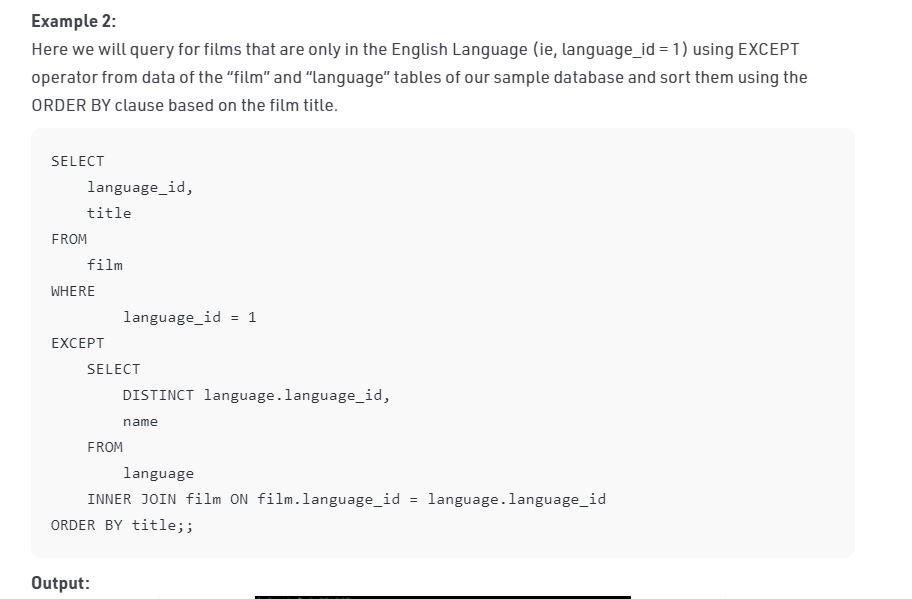 Example 2:
Here we will query for films that are only in the English Language (ie, language_id = 1) using EXCEPT
operator from data of the “film” and “language” tables of our sample database and sort them using the
ORDER BY clause based on the film title.
SELECT
    language_id,
    title
FROM
    film
WHERE
        language_id = 1
EXCEPT
    SELECT
        DISTINCT language.language_id,
        name
    FROM
        language
    INNER JOIN film ON film.language_id = language.language_id
ORDER BY title;;
Output: